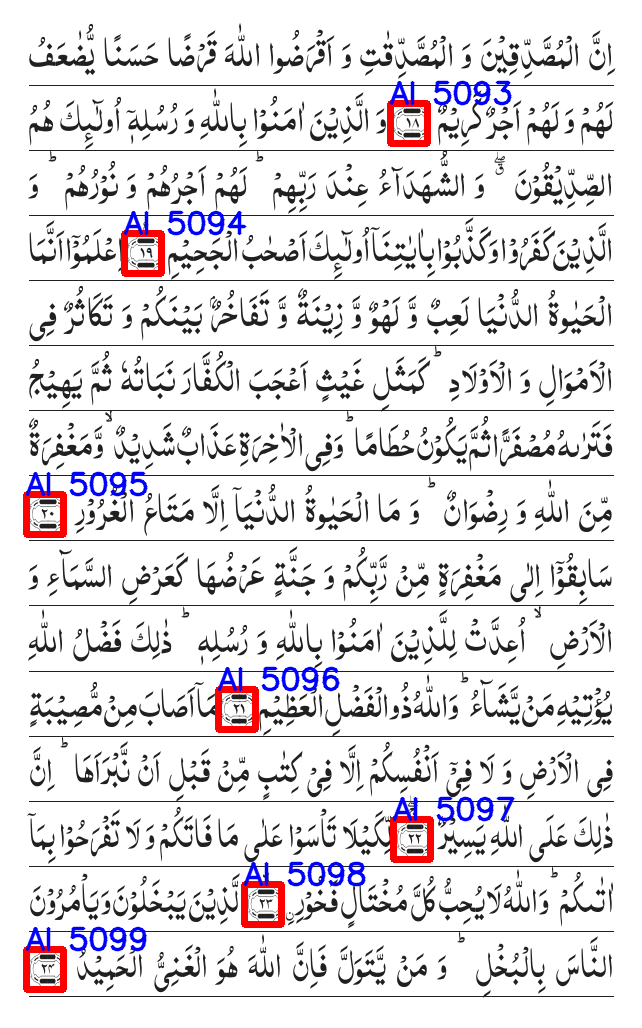 AI 5093
AI 5094
AI 5095
AI 5096
AI 5097
AI 5098
AI 5099
اِنَّ الْمُصَّدِّقِيْنَ وَ الْمُصَّدِّقٰتِ وَ اَقْرَضُوا اللّٰهَ قَرْضًا حَسَنًا يُّضٰعَفُ
لَهُمْ وَ لَهُمْ اَجْرٌ كَرِيْمٌ ۱۸ وَ الَّذِيْنَ اٰمَنُوْا بِاللّٰهِ وَ رُسُلِهٖۤ اُولٰٓىِٕكَ هُمُ
الصِّدِّيْقُوْنَ ۖۗ وَ الشُّهَدَآءُ عِنْدَ رَبِّهِمْ ؕ لَهُمْ اَجْرُهُمْ وَ نُوْرُهُمْ ؕ وَ
الَّذِيْنَ كَفَرُوْا وَ كَذَّبُوْا بِاٰيٰتِنَاۤ اُولٰٓىِٕكَ اَصْحٰبُ الْجَحِيْمِ ۱۹ اِعْلَمُوْۤا اَنَّمَا
الْحَيٰوةُ الدُّنْيَا لَعِبٌ وَّ لَهْوٌ وَّ زِيْنَةٌ وَّ تَفَاخُرٌۢ بَيْنَكُمْ وَ تَكَاثُرٌ فِى
الْاَمْوَالِ وَ الْاَوْلَادِ ؕ كَمَثَلِ غَيْثٍ اَعْجَبَ الْكُفَّارَ نَبَاتُهٗ ثُمَّ يَهِيْجُ
فَتَرٰىهُ مُصْفَرًّا ثُمَّ يَكُوْنُ حُطَامًا ؕ وَ فِى الْاٰخِرَةِ عَذَابٌ شَدِيْدٌ ۙ وَّ مَغْفِرَةٌ
مِّنَ اللّٰهِ وَ رِضْوَانٌ ؕ وَ مَا الْحَيٰوةُ الدُّنْيَاۤ اِلَّا مَتَاعُ الْغُرُوْرِ ۲۰
سَابِقُوْۤا اِلٰى مَغْفِرَةٍ مِّنْ رَّبِّكُمْ وَ جَنَّةٍ عَرْضُهَا كَعَرْضِ السَّمَآءِ وَ
الْاَرْضِ ۙ اُعِدَّتْ لِلَّذِيْنَ اٰمَنُوْا بِاللّٰهِ وَ رُسُلِهٖ ؕ ذٰلِكَ فَضْلُ اللّٰهِ
يُؤْتِيْهِ مَنْ يَّشَآءُ ؕ وَ اللّٰهُ ذُو الْفَضْلِ الْعَظِيْمِ ۲۱ مَاۤ اَصَابَ مِنْ مُّصِيْبَةٍ
فِى الْاَرْضِ وَ لَا فِىْۤ اَنْفُسِكُمْ اِلَّا فِىْ كِتٰبٍ مِّنْ قَبْلِ اَنْ نَّبْرَاَهَا ؕ اِنَّ
ذٰلِكَ عَلَى اللّٰهِ يَسِيْرٌ ۲۲ لِّكَيْلَا تَاْسَوْا عَلٰى مَا فَاتَكُمْ وَ لَا تَفْرَحُوْا بِمَاۤ
اٰتٰىكُمْ ؕ وَ اللّٰهُ لَا يُحِبُّ كُلَّ مُخْتَالٍ فَخُوْرِۙ ۲۳ اِ۟لَّذِيْنَ يَبْخَلُوْنَ وَ يَاْمُرُوْنَ
النَّاسَ بِالْبُخْلِ ؕ وَ مَنْ يَّتَوَلَّ فَاِنَّ اللّٰهَ هُوَ الْغَنِىُّ الْحَمِيْدُ ۲۴